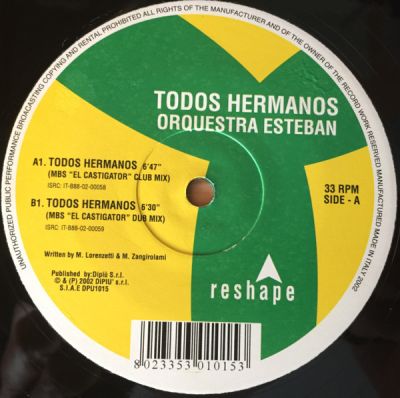 UNAUTHORIZED PUBLIC PERFORMANCE BROADCASTING COPYING AND RENTAL PROHIBITED ALL RIGHTS OF THE MANUFACTURER AND OF THE OWNER OF THE RECORD WORK RESERVED MANUFACTURED MADE IN ITALY 2002
TODOS HERMANOS
ORQUESTRA ESTEBAN
A1. TODOS HERMANOS 6'47"
(MBS "EL CASTIGATOR" CLUB MIX)
ISRC: IT-B88-02-00058
B1. TODOS HERMANOS 6'30"
(MBS "EL CASTIGATOR" DUB MIX)
ISRC: IT-B88-02-00059
33 RPM
SIDE - A
Written by M. Lorenzetti & M. Zangirolami
Published by: Dipiù S.r.l.
© & (P) 2002 DIPIU' s.r.l.
S.I.A.E DPU1015
reshape
8023353010153